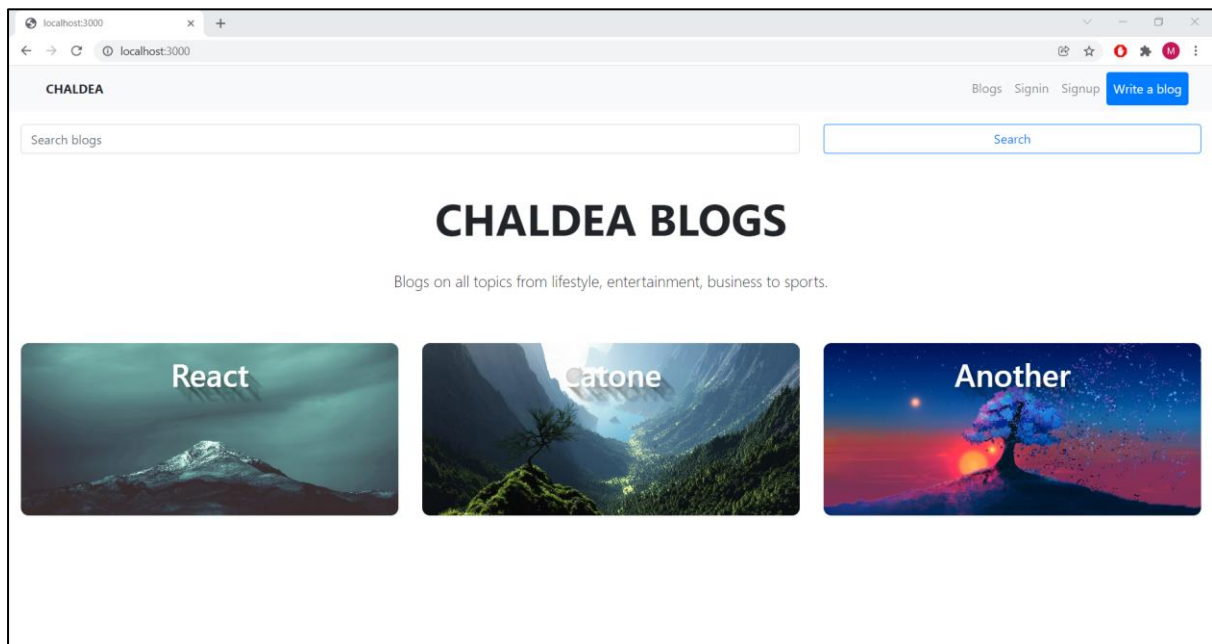 localhost:3000
localhost:3000
M
CHALDEA
Blogs Signin Signup Write a blog
Search blogs
Search
CHALDEA BLOGS
Blogs on all topics from lifestyle, entertainment, business to sports.
React
Catone
Another